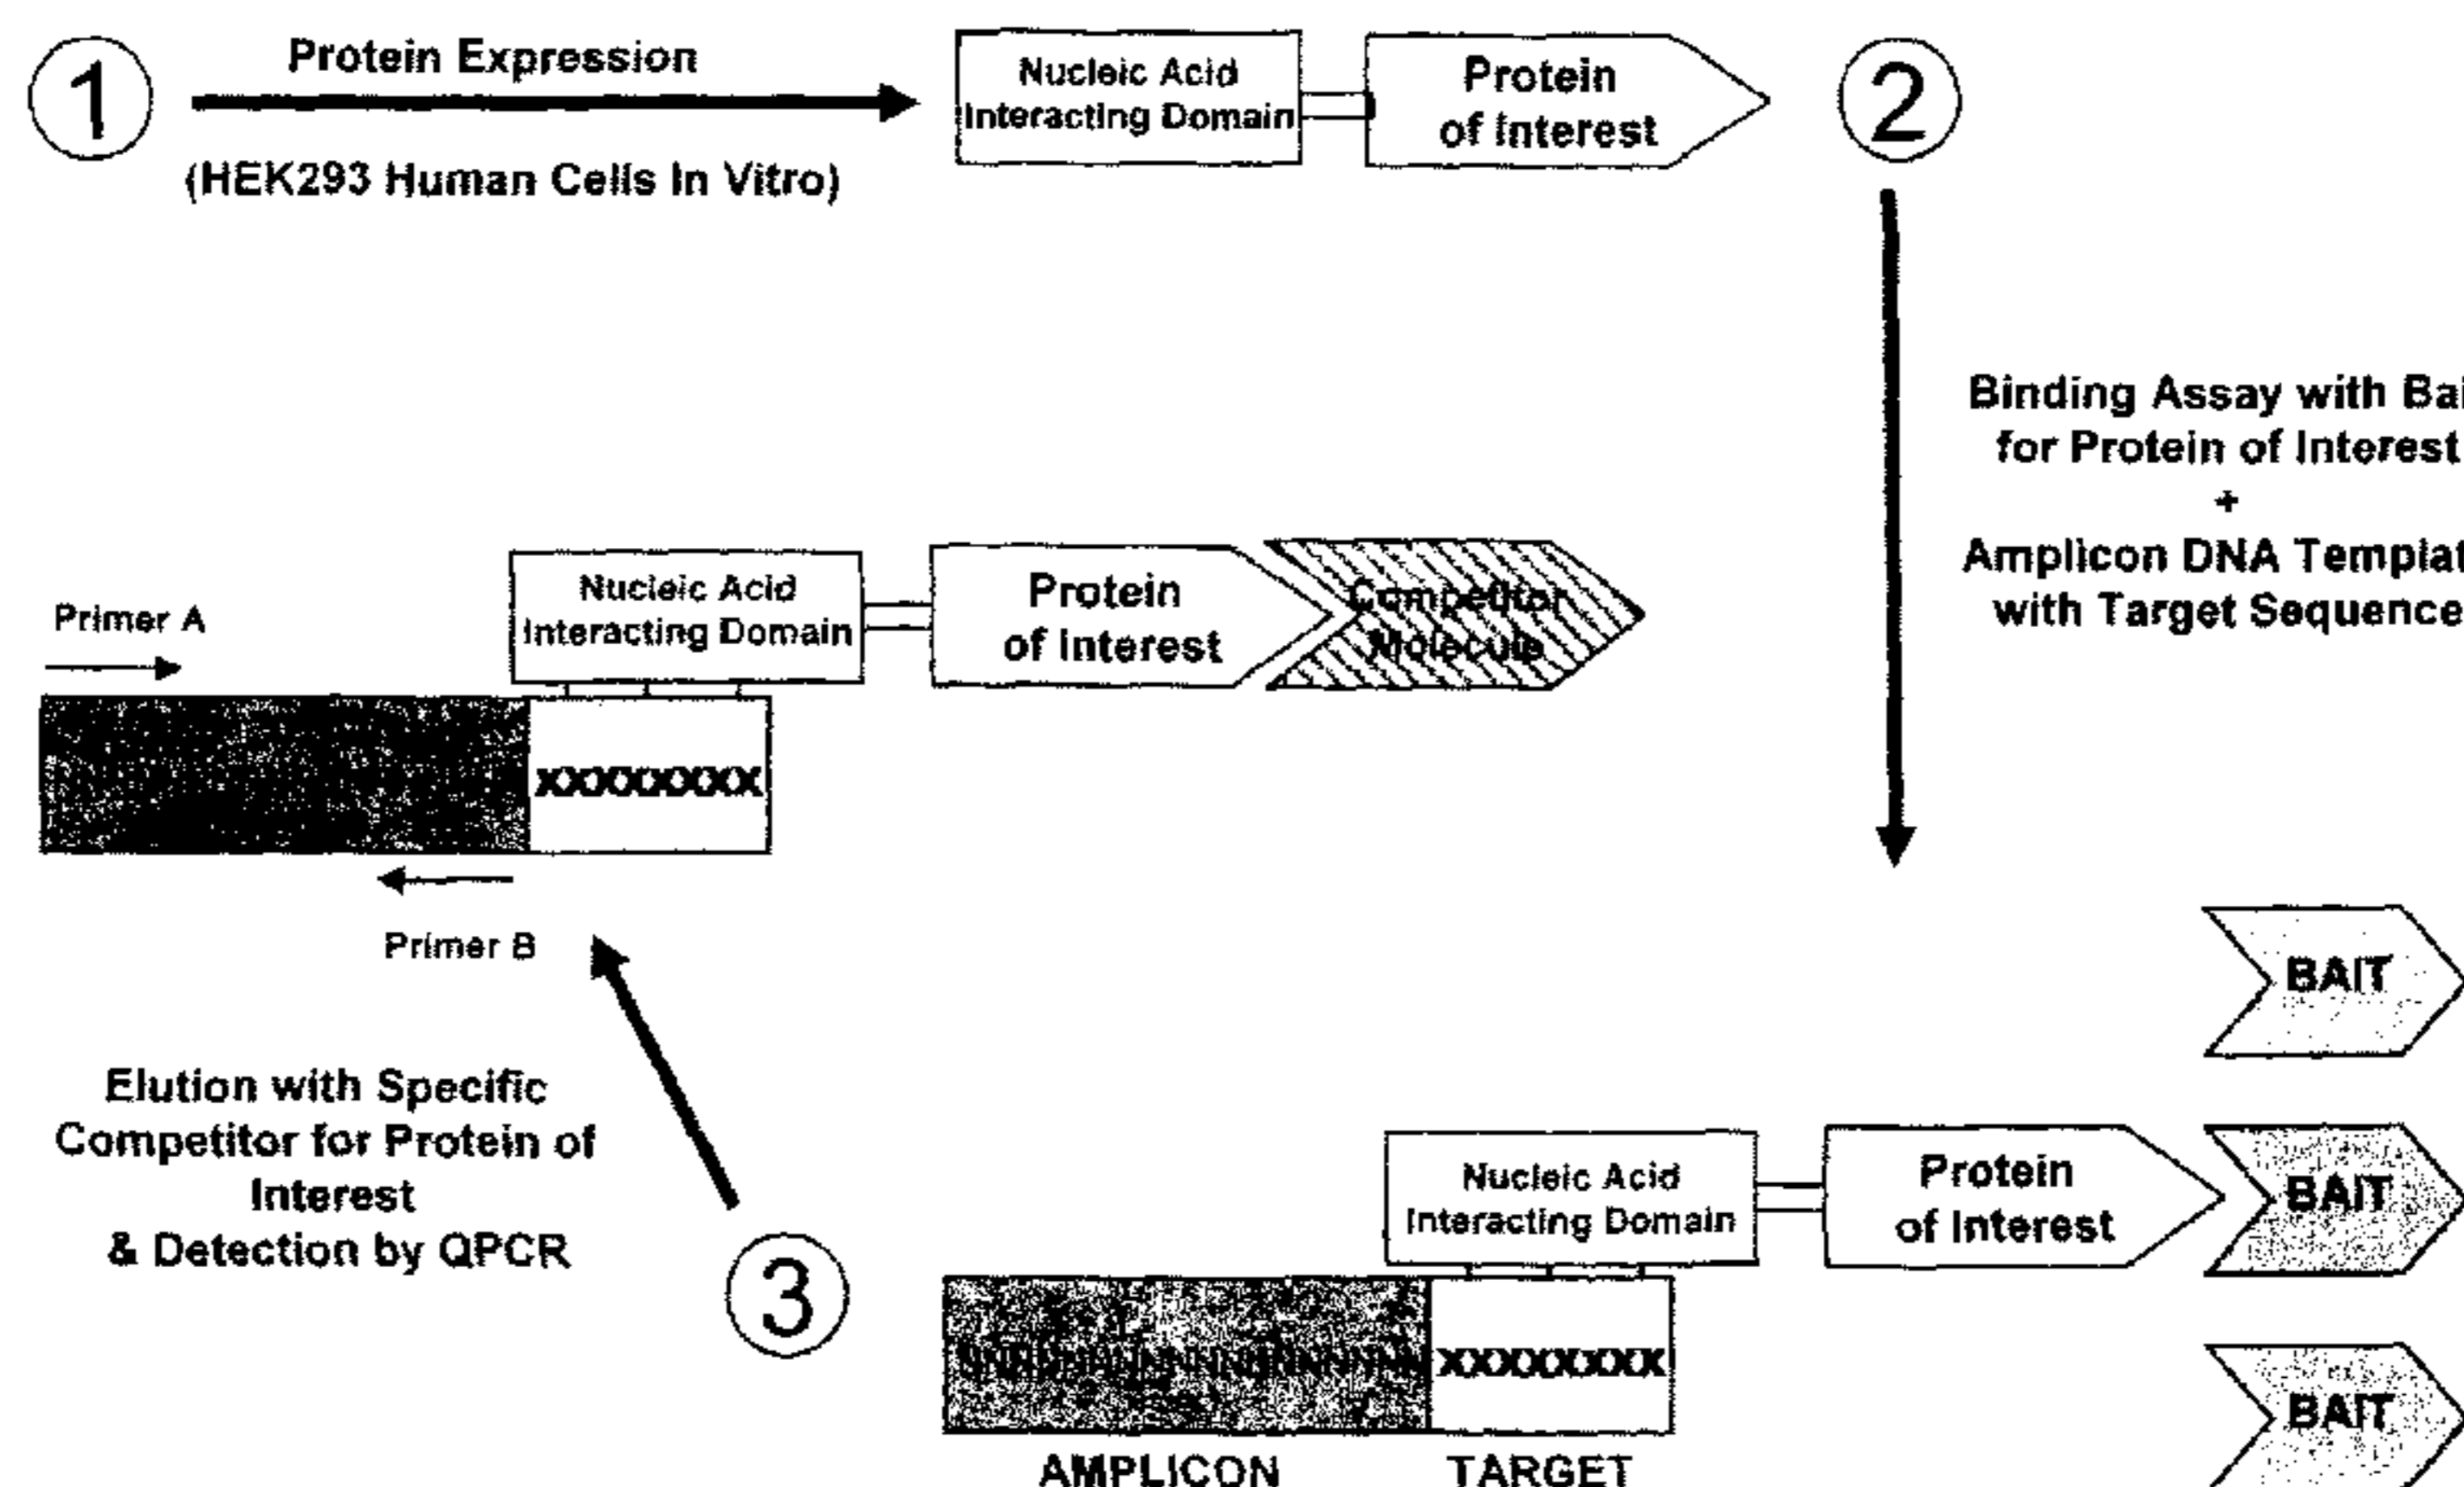 1
Protein Expression
(HEK293 Human Cells In Vitro)
Nucleic Acid
Interacting Domain
Protein
of Interest
2
Binding Assay with Bai
for Protein of Interest
+
Amplicon DNA Templat
with Target Sequence
Primer A
Nucleic Acid
Interacting Domain
Protein
of Interest
Competitor
Molecule
XXXXXXXX
Primer B
Elution with Specific
Competitor for Protein of
Interest
& Detection by QPCR
3
BAIT
Nucleic Acid
Interacting Domain
Protein
of Interest
BAIT
XXXXXXXX
BAIT
AMPLICON
TARGET